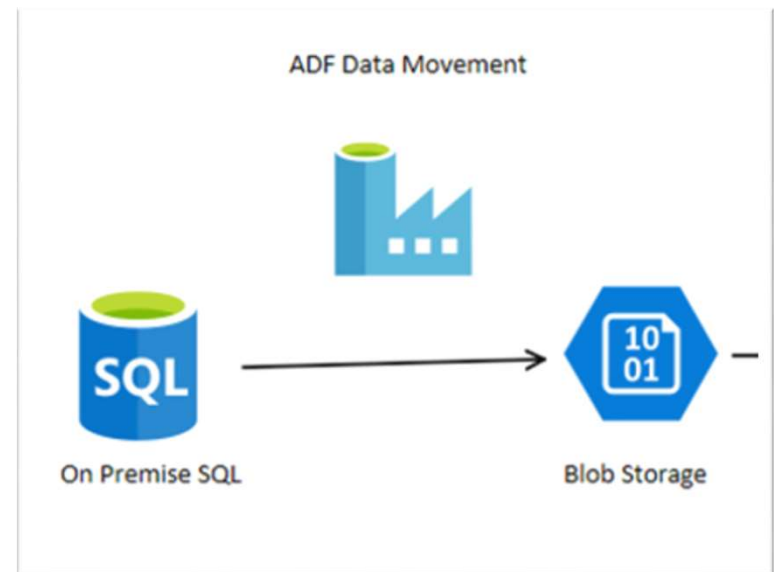 ADF Data Movement
SQL
10
01
On Premise SQL
Blob Storage